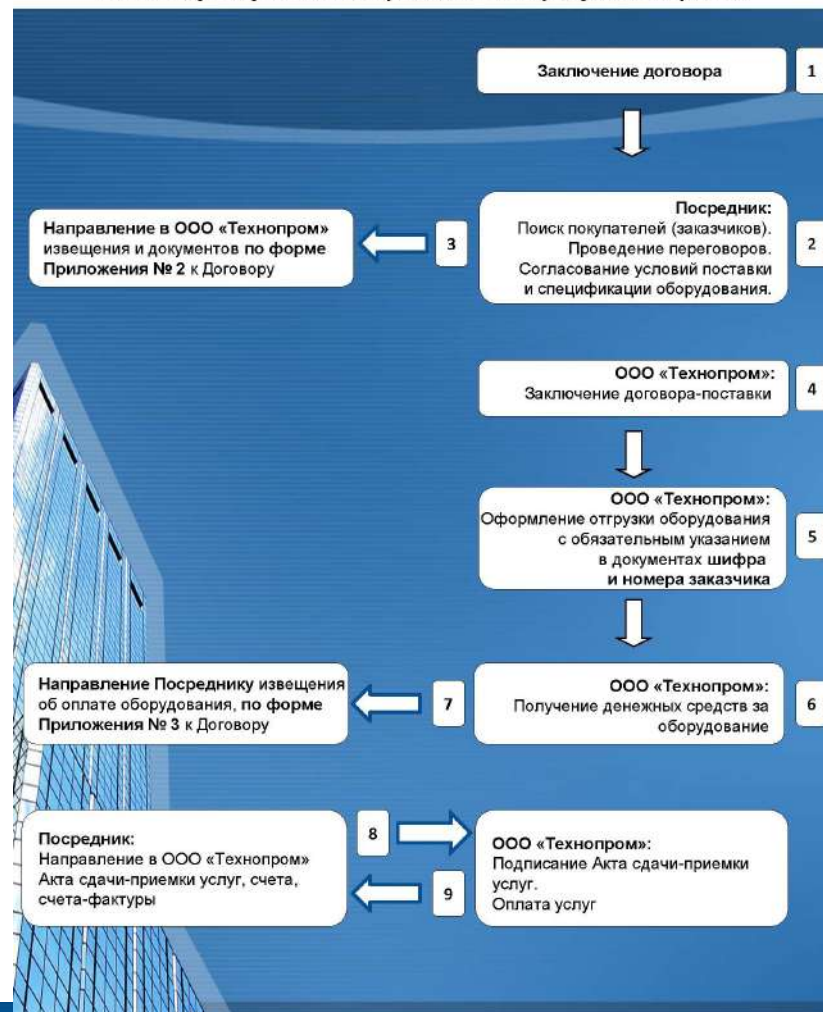 Заключение договора
1
Посредник:
Поиск покупателей (заказчиков).
Проведение переговоров.
Согласование условий поставки
и спецификации оборудования.
2
3
Направление в ООО «Технопром»
извещения и документов по форме
Приложения № 2 к Договору
ООО «Технопром»:
Заключение договора-поставки
4
ООО «Технопром»:
Оформление отгрузки оборудования
с обязательным указанием
в документах шифра
и номера заказчика
5
ООО «Технопром»:
Получение денежных средств за
оборудование
6
7
Направление Посреднику извещения
об оплате оборудования, по форме
Приложения № 3 к Договору
Посредник:
Направление в ООО «Технопром»
Акта сдачи-приемки услуг, счета,
счета-фактуры
8
9
ООО «Технопром»:
Подписание Акта сдачи-приемки
услуг.
Оплата услуг